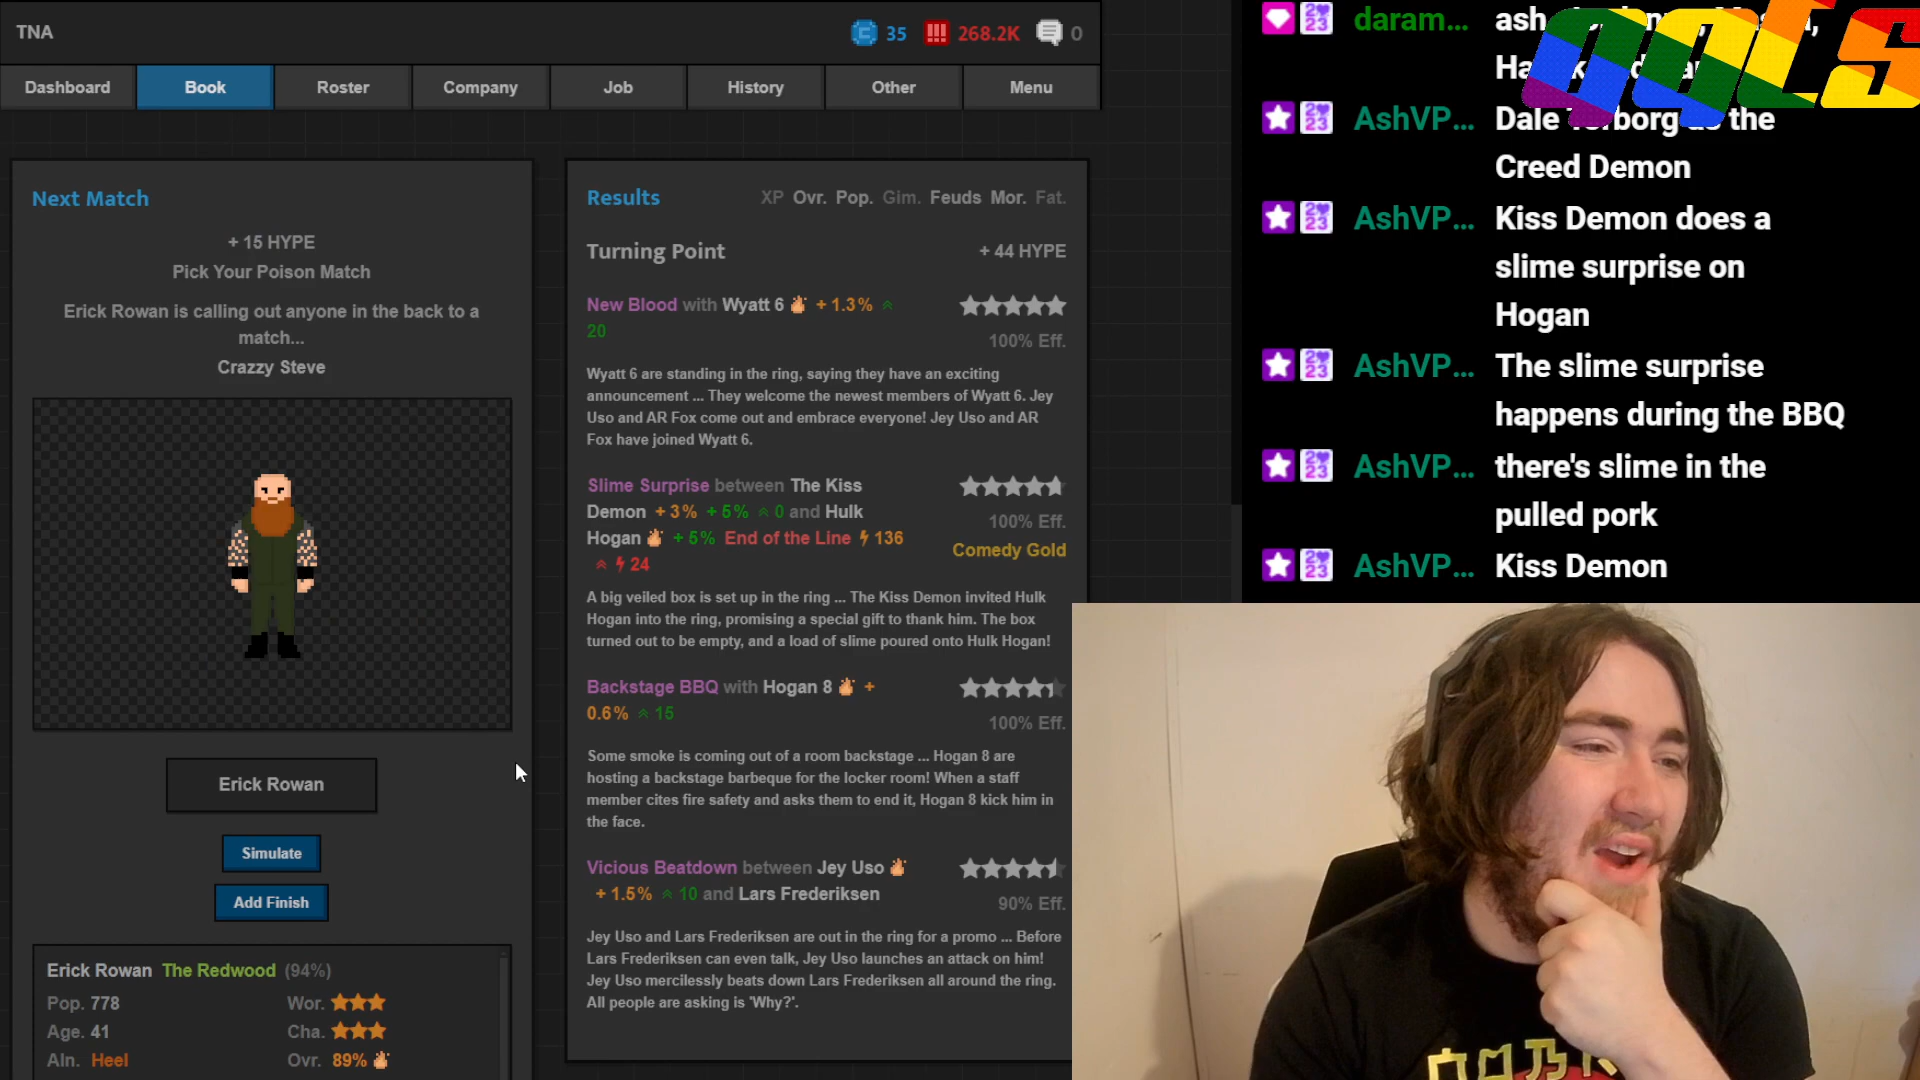 TNA
35
268.2K
0
Dashboard
Book
Roster
Company
Job
History
Other
Menu
Next Match
+ 15 HYPE
Pick Your Poison Match
Erick Rowan is calling out anyone in the back to a
match...
Crazzy Steve
Erick Rowan
Simulate
Add Finish
Erick Rowan The Redwood (94%)
Pop. 778 Wor.
Age. 41 Cha.
Aln. Heel Ovr. 89%
Results XP Ovr. Pop. Gim. Feuds Mor. Fat.
Turning Point + 44 HYPE
New Blood with Wyatt 6 + 1.3%
20
100% Eff.
Wyatt 6 are standing in the ring, saying they have an exciting
announcement ... They welcome the newest members of Wyatt 6. Jey
Uso and AR Fox come out and embrace everyone! Jey Uso and AR
Fox have joined Wyatt 6.
Slime Surprise between The Kiss
Demon + 3% + 5% 0 and Hulk
Hogan + 5% End of the Line 136
24
100% Eff.
Comedy Gold
A big veiled box is set up in the ring ... The Kiss Demon invited Hulk
Hogan into the ring, promising a special gift to thank him. The box
turned out to be empty, and a load of slime poured onto Hulk Hogan!
Backstage BBQ with Hogan 8 +
0.6% 15
100% Eff.
Some smoke is coming out of a room backstage ... Hogan 8 are
hosting a backstage barbeque for the locker room! When a staff
member cites fire safety and asks them to end it, Hogan 8 kick him in
the face.
Vicious Beatdown between Jey Uso
+ 1.5% 10 and Lars Frederiksen
90% Eff.
Jey Uso and Lars Frederiksen are out in the ring for a promo ... Before
Lars Frederiksen can even talk, Jey Uso launches an attack on him!
Jey Uso mercilessly beats down Lars Frederiksen all around the ring.
All people are asking is 'Why?'.
daram...
AshVP... Dale the
Creed Demon
AshVP... Kiss Demon does a
slime surprise on
Hogan
AshVP... The slime surprise
happens during the BBQ
AshVP... there's slime in the
pulled pork
AshVP... Kiss Demon